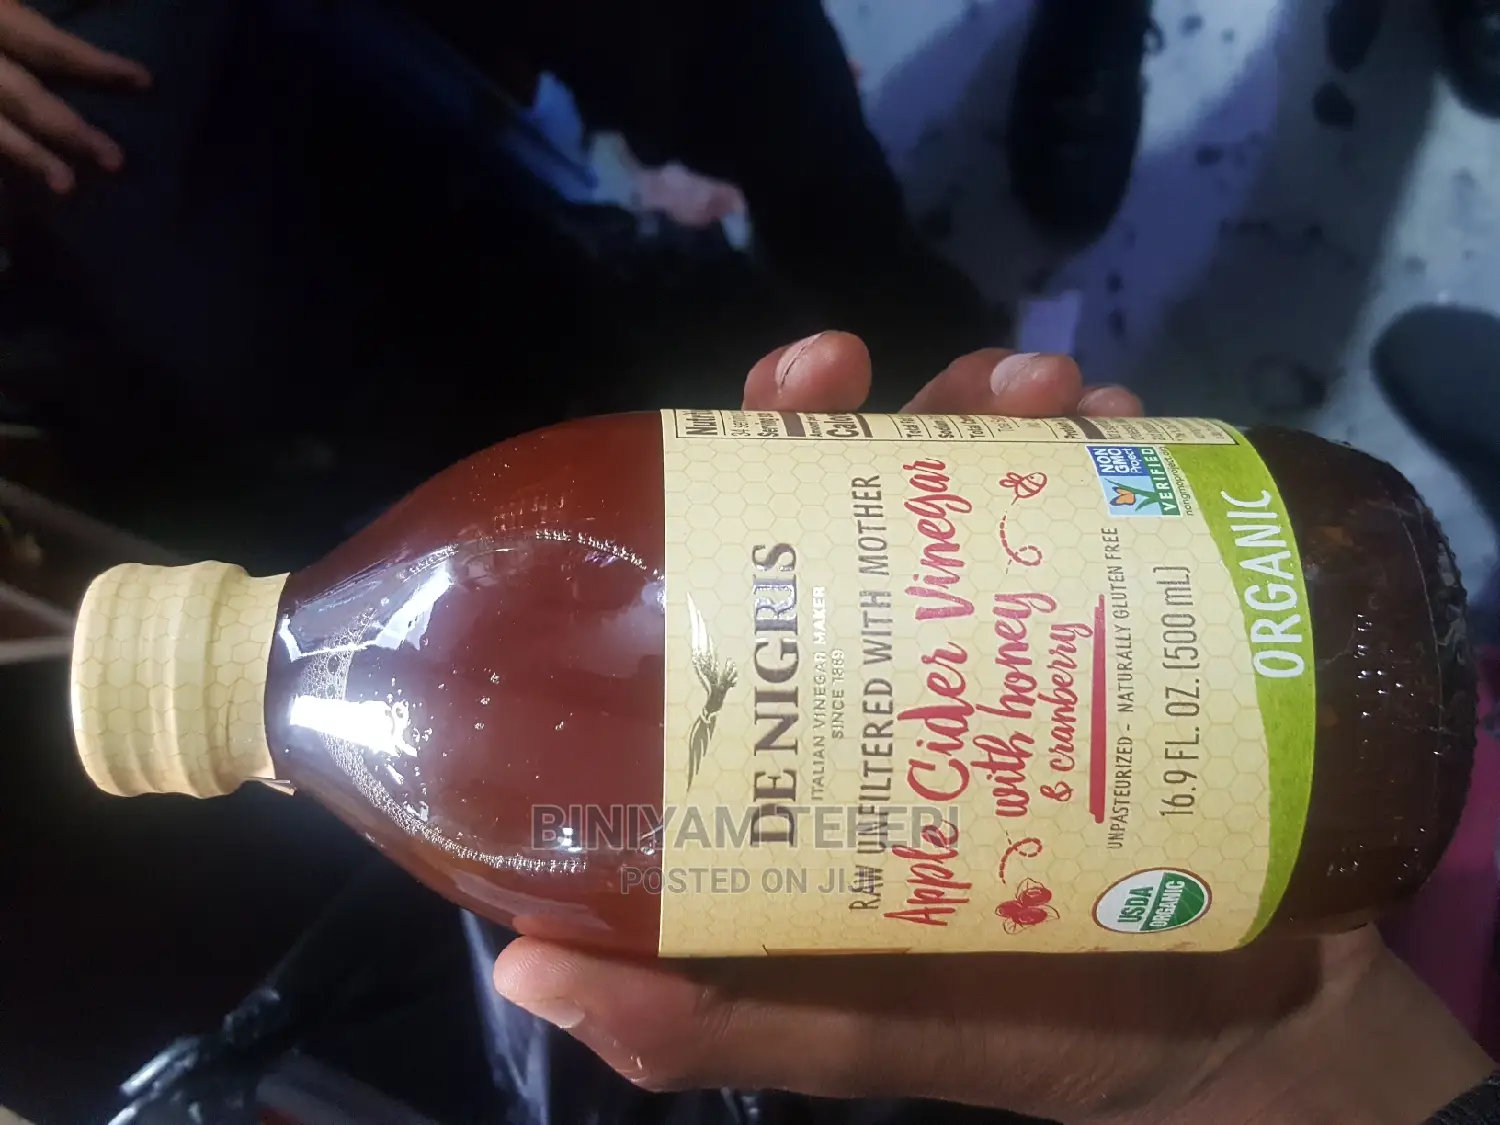 DE NIGRIS
ITALIAN VINEGAR MAKER
SINCE 1889
RAW UNFILTERED WITH MOTHER
Apple Cider Vinegar
with honey
& cranberry
UNPASTEURIZED - NATURALLY GLUTEN FREE
16.9 FL. OZ. (500 mL)
USDA
ORGANIC
NON
GMO
Project
VERIFIED
nongmoproject.org
ORGANIC
BINIYAM TEFERI
POSTED ON JIJI